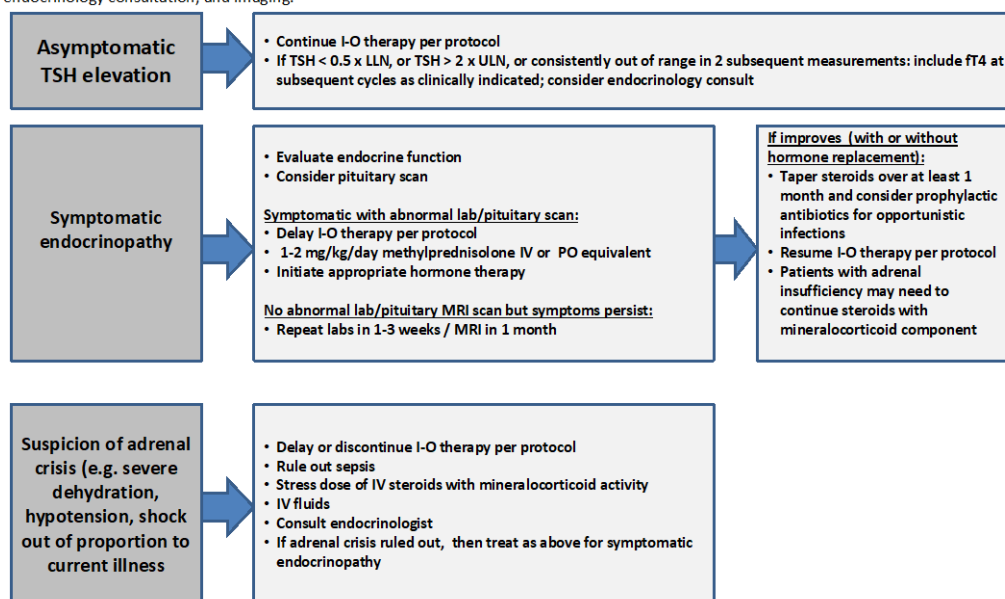 endocrinology consultation, and imaging.
Asymptomatic
TSH elevation
• Continue I-O therapy per protocol
• If TSH < 0.5 x LLN, or TSH > 2 x ULN, or consistently out of range in 2 subsequent measurements: include fT4 at
subsequent cycles as clinically indicated; consider endocrinology consult
Symptomatic
endocrinopathy
• Evaluate endocrine function
• Consider pituitary scan
Symptomatic with abnormal lab/pituitary scan:
• Delay I-O therapy per protocol
• 1-2 mg/kg/day methylprednisolone IV or PO equivalent
• Initiate appropriate hormone therapy
No abnormal lab/pituitary MRI scan but symptoms persist:
• Repeat labs in 1-3 weeks / MRI in 1 month
If improves (with or without
hormone replacement):
• Taper steroids over at least 1
month and consider prophylactic
antibiotics for opportunistic
infections
• Resume I-O therapy per protocol
• Patients with adrenal
insufficiency may need to
continue steroids with
mineralocorticoid component
Suspicion of adrenal
crisis (e.g. severe
dehydration,
hypotension, shock
out of proportion to
current illness
• Delay or discontinue I-O therapy per protocol
• Rule out sepsis
• Stress dose of IV steroids with mineralocorticoid activity
• IV fluids
• Consult endocrinologist
• If adrenal crisis ruled out, then treat as above for symptomatic
endocrinopathy